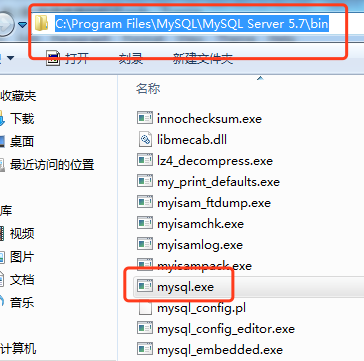 C:\Program Files\MySQL\MySQL Server 5.7\bin
打开
刻录
新建文件夹
收藏夹
下载
桌面
最近访问的位置
库
视频
图片
文档
音乐
计算机
名称
innochecksum.exe
libmecab.dll
lz4_decompress.exe
my_print_defaults.exe
myisam_ftdump.exe
myisamchk.exe
myisamlog.exe
myisampack.exe
mysql.exe
mysql_config.pl
mysql_config_editor.exe
mysql_embedded.exe